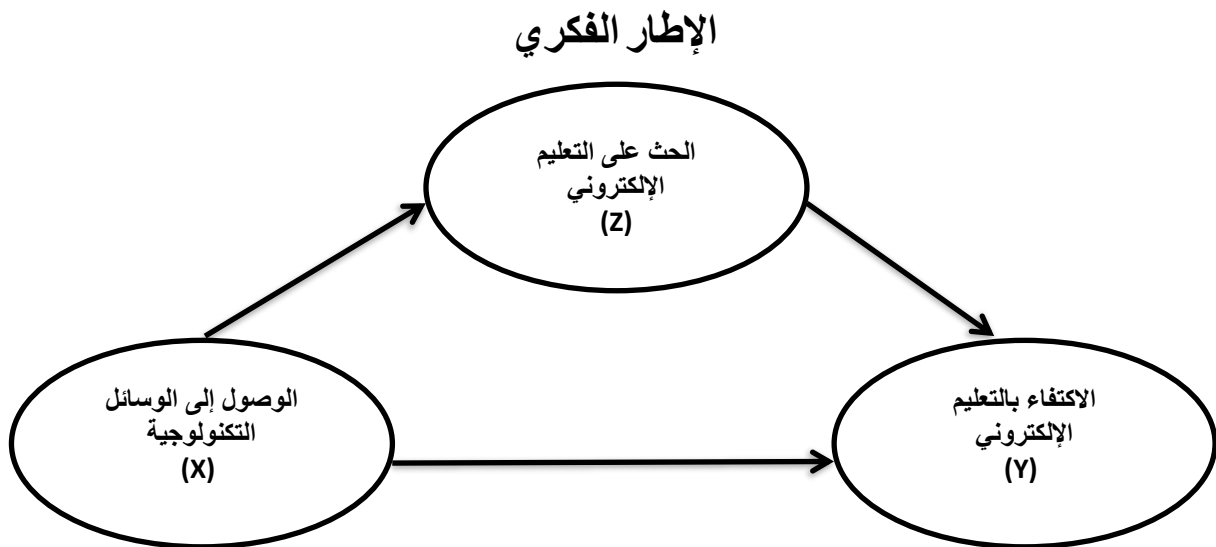 الإطار الفكري
الحث على التعليم
الإلكتروني
(Z)
الوصول إلى الوسائل
التكنولوجية
(X)
الاكتفاء بالتعليم
الإلكتروني
(Y)